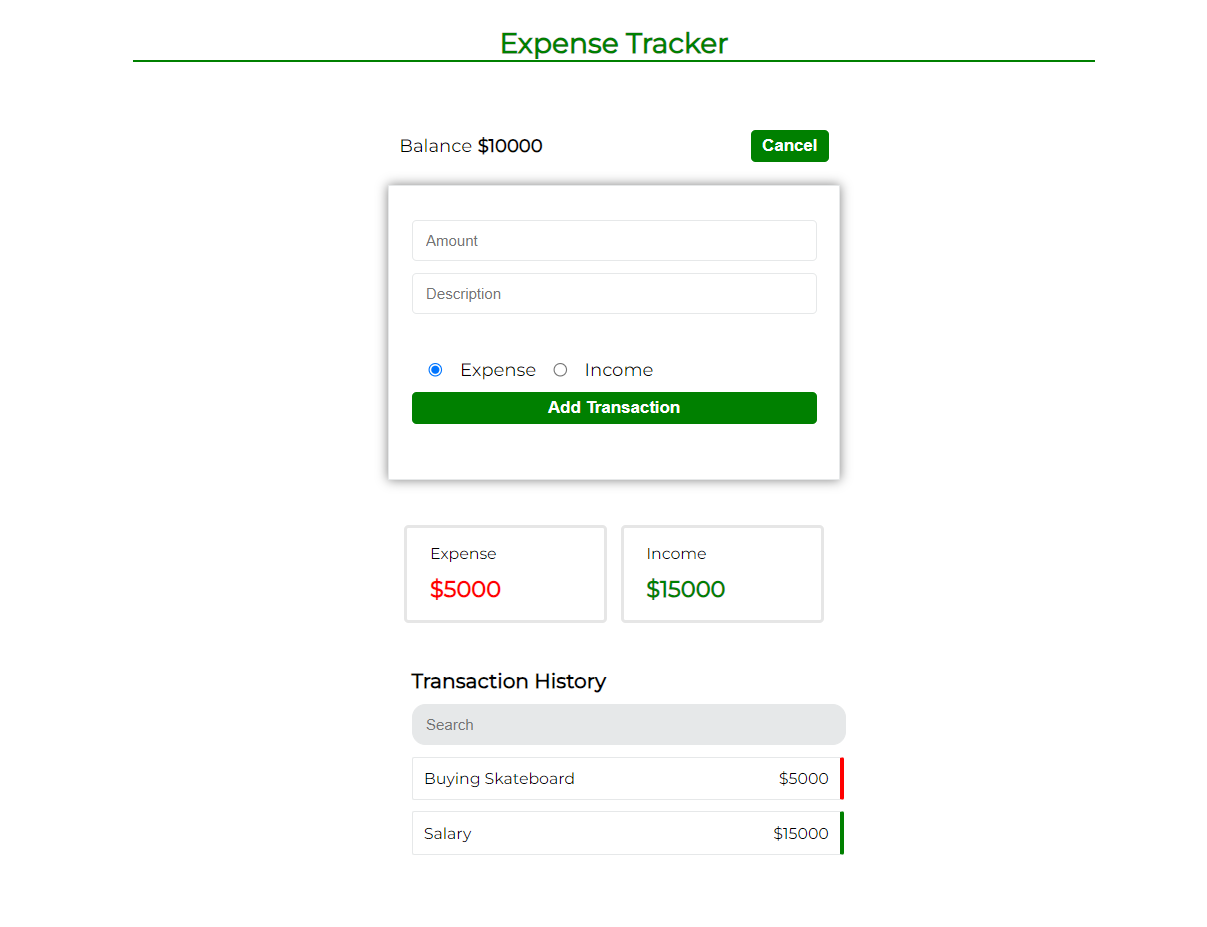 Expense Tracker
Balance $10000 Cancel
Amount
Description
Expense Income
Add Transaction
Expense Income
$5000 $15000
Transaction History
Search
Buying Skateboard $5000
Salary $15000